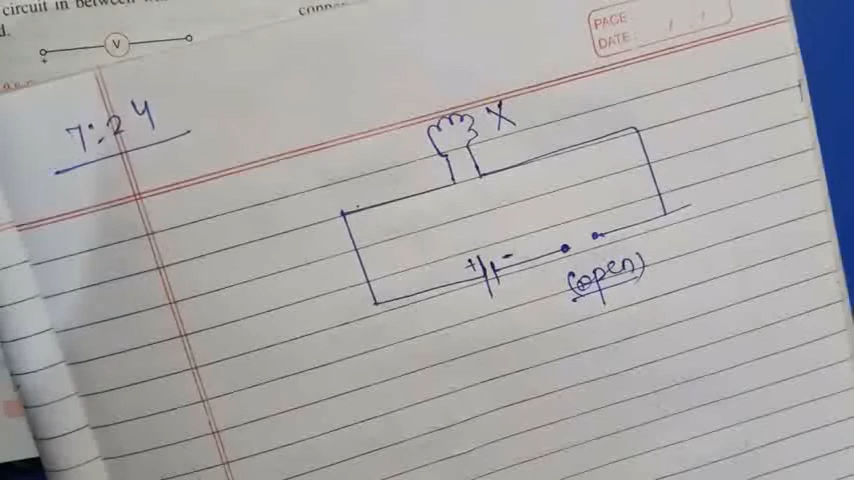 circuit in between
d.
V
+
PAGE
DATE : / /
7:24
X
+ -
(open)